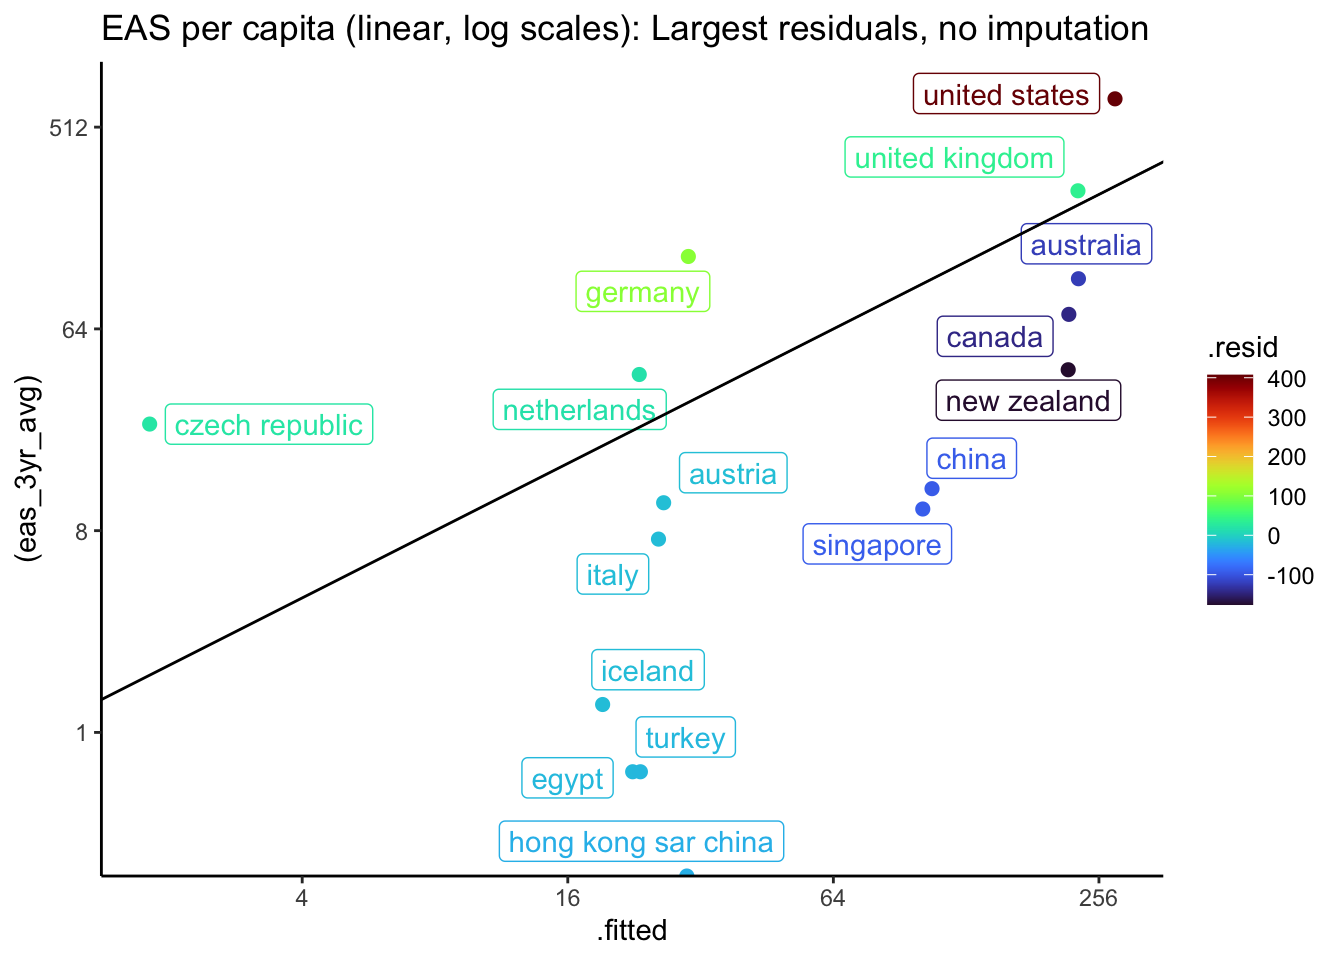 EAS per capita (linear, log scales): Largest residuals, no imputation
united states
512
united kingdom
australia
germany
64
canada
.resid
400
new zealand
netherlands
300
czech republic
(eas_3yr_avg)
china
200
austria
100
8
singapore
0
italy
-100
iceland
1
turkey
egypt
hong kong sar china
4
16
64
256
.fitted